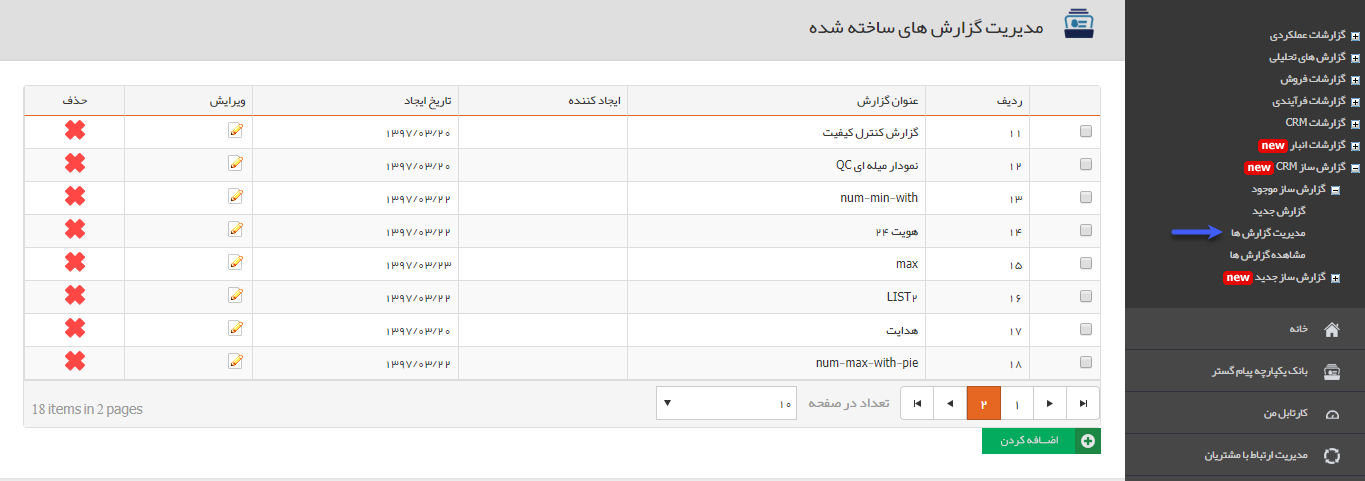 گزارشات عملکردی
گزارش های تحلیلی
گزارشات فروش
گزارشات فرآیندی
گزارشات CRM
گزارشات انبار new
گزارش ساز CRM new
گزارش ساز موجود
گزارش جدید
مدیریت گزارش ها
مشاهده گزارش ها
گزارش ساز جدید new
خانه
بانک یکپارچه پیام گستر
کارتابل من
مدیریت ارتباط با مشتریان
مدیریت گزارش های ساخته شده
ردیف عنوان گزارش ایجاد کننده تاریخ ایجاد ویرایش حذف
۱۱ گزارش کنترل کیفیت ۱۳۹۷/۰۳/۲۰
۱۲ نمودار میله ای QC ۱۳۹۷/۰۳/۲۰
۱۳ num-min-with ۱۳۹۷/۰۳/۲۲
۱۴ هویت ۲۴ ۱۳۹۷/۰۳/۲۲
۱۵ max ۱۳۹۷/۰۳/۲۳
۱۶ LIST۲ ۱۳۹۷/۰۳/۲۲
۱۷ هدایت ۱۳۹۷/۰۳/۲۰
۱۸ num-max-with-pie ۱۳۹۷/۰۳/۲۲
۱ ۲ تعداد در صفحه ۱۰ 18 items in 2 pages
اضافه کردن